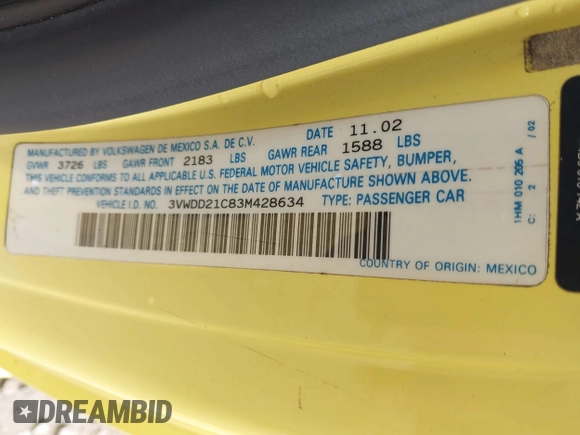 MANUFACTURED BY VOLKSWAGEN DE MEXICO S.A. DE C.V. DATE 11.02
GVWR 3726 LBS GAWR FRONT 2183 LBS GAWR REAR 1588 LBS
THIS VEHICLE CONFORMS TO ALL APPLICABLE U.S. FEDERAL MOTOR VEHICLE SAFETY, BUMPER,
AND THEFT PREVENTION STANDARDS IN EFFECT ON THE DATE OF MANUFACTURE SHOWN ABOVE.
VEHICLE I.D. NO. 3VWDD21C83M428634 TYPE: PASSENGER CAR
COUNTRY OF ORIGIN: MEXICO
1HM 010 205 A / 02
C: 2
DREAMBID